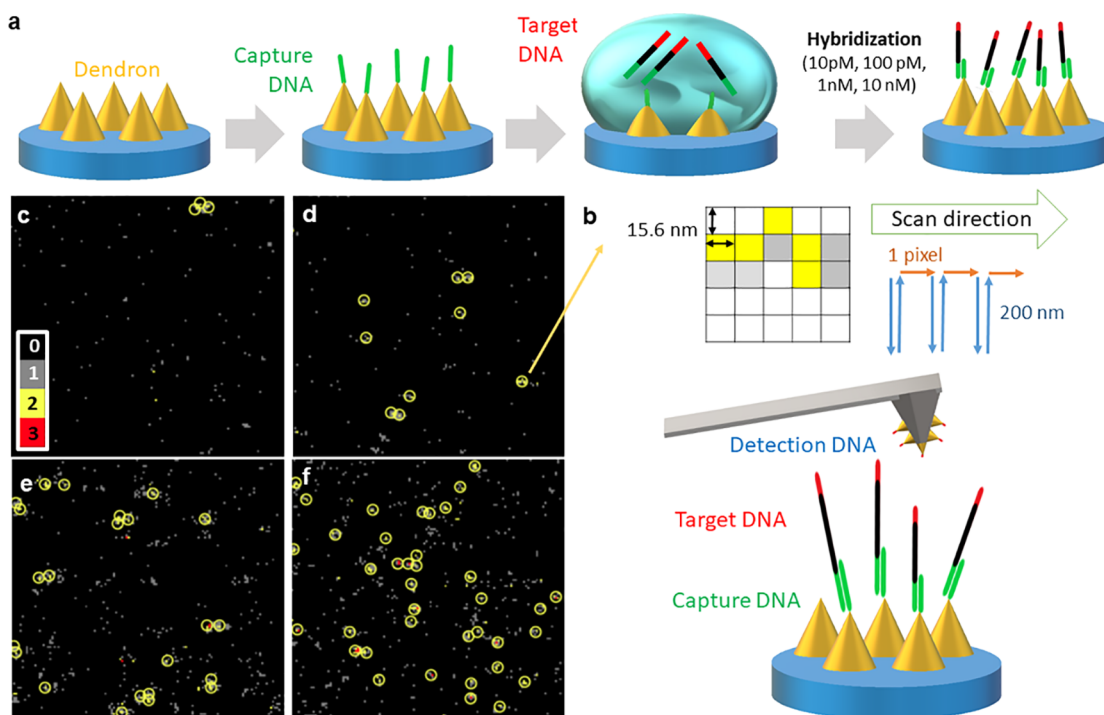 a
Dendron
Capture
DNA
Target
DNA
Hybridization
(10pM, 100 pM,
1nM, 10 nM)
c
d
b
15.6 nm
Scan direction
1 pixel
200 nm
0
1
2
3
Detection DNA
e
f
Target DNA
Capture DNA